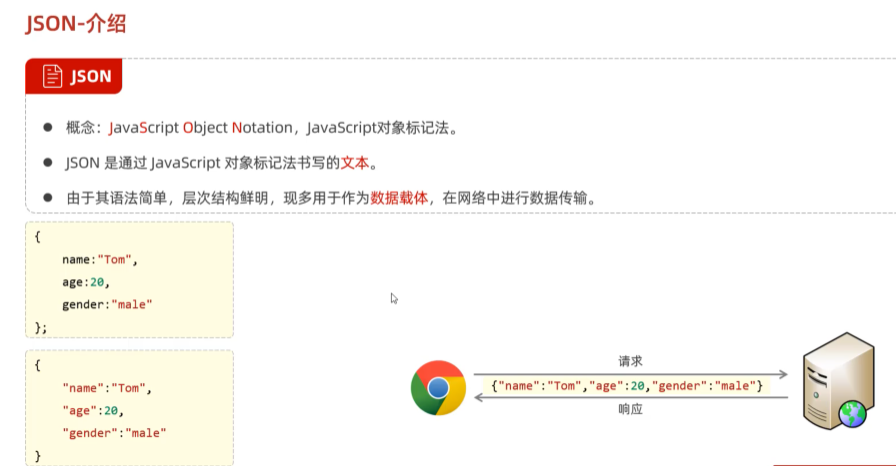 JSON-介绍
JSON
概念：JavaScript Object Notation，JavaScript对象标记法。
JSON 是通过 JavaScript 对象标记法书写的文本。
由于其语法简单，层次结构鲜明，现多用于作为数据载体，在网络中进行数据传输。
{
name:"Tom",
age:20,
gender:"male"
};
{
"name":"Tom",
"age":20,
"gender":"male"
}
请求
{"name":"Tom","age":20,"gender":"male"}
响应